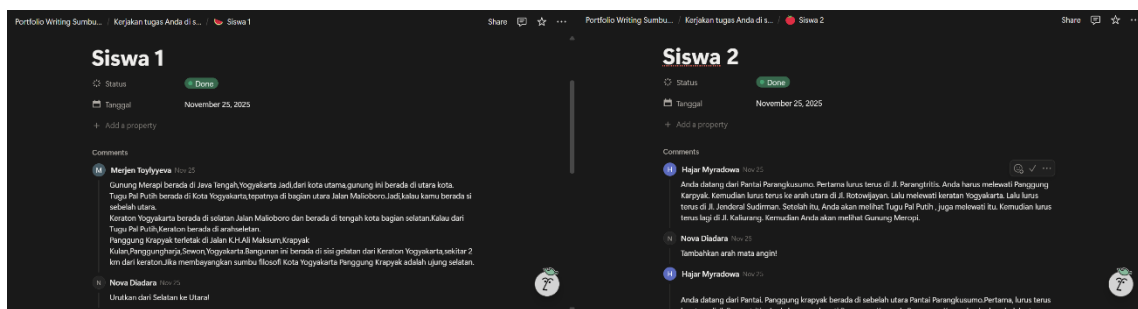 Portfolio Writing Sumbu... / Kerjakan tugas Anda di s... / Siswa 1
Share
Siswa 1
Status Done
Tanggal November 25, 2025
+ Add a property
Comments
M Merjen Toylyyeva Nov 25
Gunung Merapi berada di Java Tengah,Yogyakarta Jadi,dari kota utama,gunung ini berada di utara kota.
Tugu Pal Putih berada di Kota Yogyakarta,tepatnya di bagian utara Jalan Malioboro.Jadi,kalau kamu berada si
sebelah utara.
Keraton Yogyakarta berada di selatan Jalan Malioboro dan berada di tengah kota bagian selatan.Kalau dari
Tugu Pal Putih,Keraton berada di arahseletan.
Panggung Krapyak terletak di Jalan K.H.Ali Maksum,Krapyak
Kulan,Panggungharja,Sewon,Yogyakarta.Bangunan ini berada di sisi gelatan dari Keraton Yogyakarta,sekitar 2
km dari keraton.Jika membayangkan sumbu filosofi Kota Yogyakarta Panggung Krapyak adalah ujung selatan.
N Nova Diadara Nov 25
Urutkan dari Selatan ke Utara!
Portfolio Writing Sumbu... / Kerjakan tugas Anda di s... / Siswa 2
Share
Siswa 2
Status Done
Tanggal November 25, 2025
+ Add a property
Comments
H Hajar Myradowa Nov 25
Anda datang dari Pantai Parangkusumo. Pertama lurus terus di Jl. Parangtritis. Anda harus melewati Panggung
Karpyak. Kemudian lurus terus ke arah utara di Jl. Rotowijayan. Lalu melowati keratan Yogyakarta. Lalu lurus
terus di Jl. Jenderal Sudirman. Setelah itu, Anda akan melihat Tugu Pal Putih , juga melewati itu. Kemudian lurus
terus lagi di Jl. Kaliurang. Kemudian Anda akan melihat Gunung Meropi.
N Nova Diadara Nov 25
Tambahkan arah mata angin!
H Hajar Myradowa Nov 25
Anda datang dari Pantai. Panggung krapyak berada di sebelah utara Pantai Parangkusumo.Pertama, lurus terus